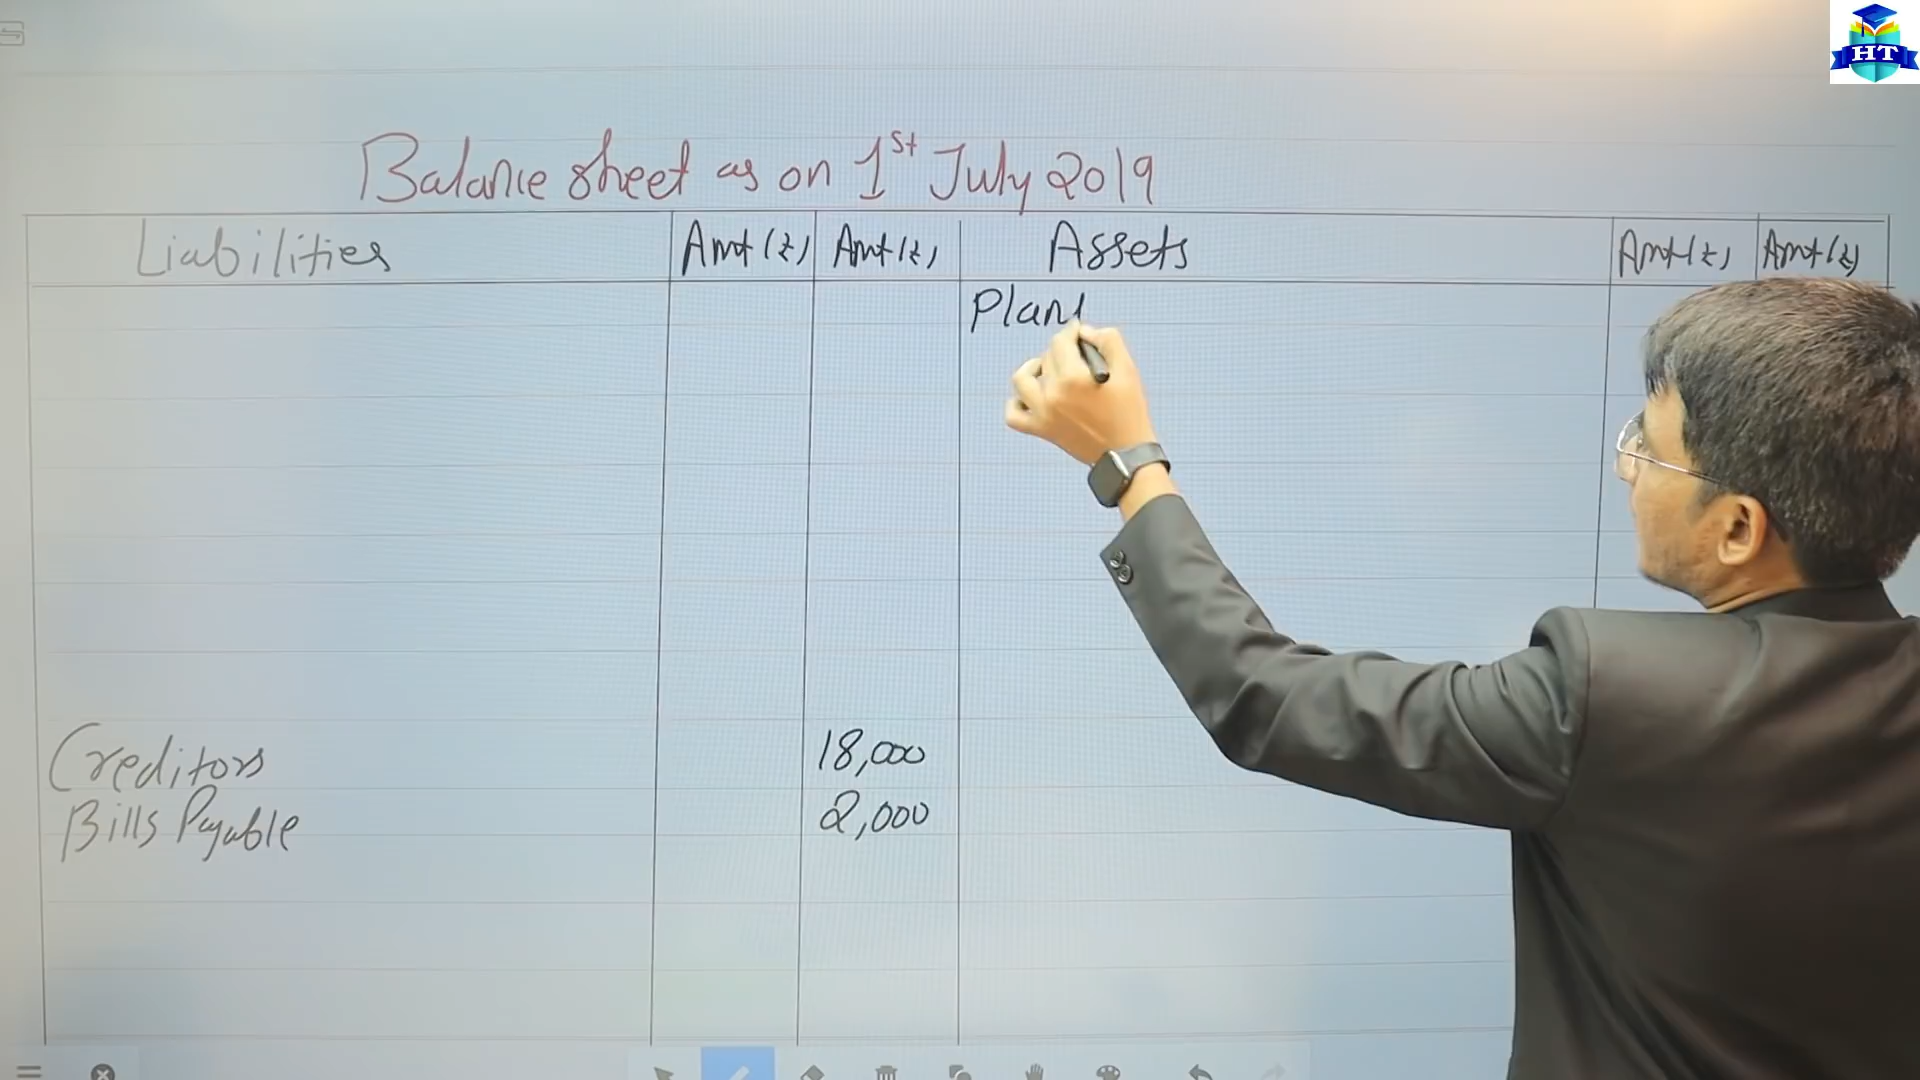 HT
Balance sheet as on 1st July 2019
Liabilities Amt (₹) Amt (₹) Assets Amt (₹) Amt (₹)
Plant
Creditors 18,000
Bills Payable 2,000